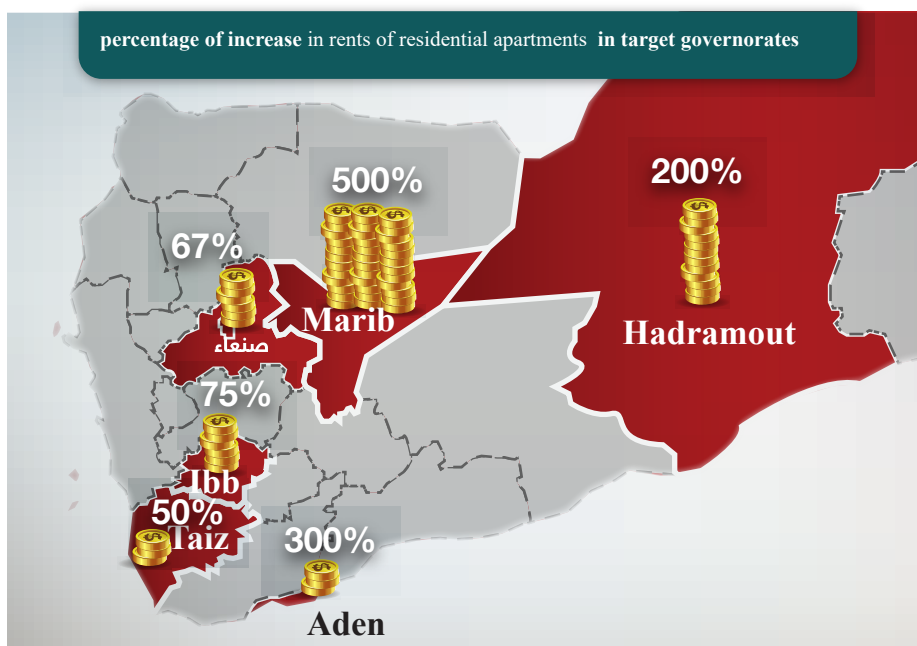 percentage of increase in rents of residential apartments in target governorates
500%
200%
67%
Marib
Hadramout
صنعاء
75%
Ibb
50%
Taiz
300%
Aden